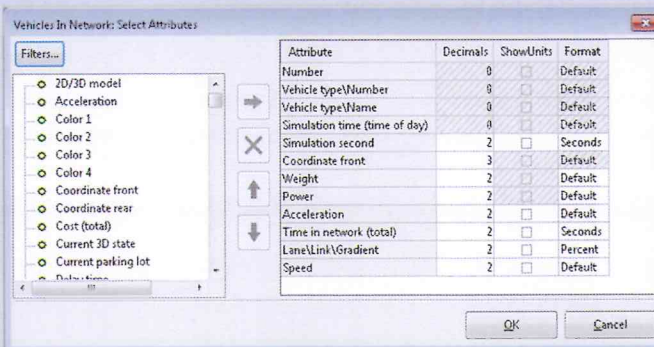 Vehicles In Network: Select Attributes
Filters...
2D/3D model
Acceleration
Color 1
Color 2
Color 3
Color 4
Coordinate front
Coordinate rear
Cost (total)
Current 3D state
Current parking lot
Delay time
Attribute Decimals ShowUnits Format
Number 0 Default
Vehicle type\Number 0 Default
Vehicle type\Name 0 Default
Simulation time (time of day) 0 Default
Simulation second 2 Seconds
Coordinate front 3 Default
Weight 2 Default
Power 2 Default
Acceleration 2 Default
Time in network (total) 2 Seconds
Lane\Link\Gradient 2 Percent
Speed 2 Default
OK Cancel